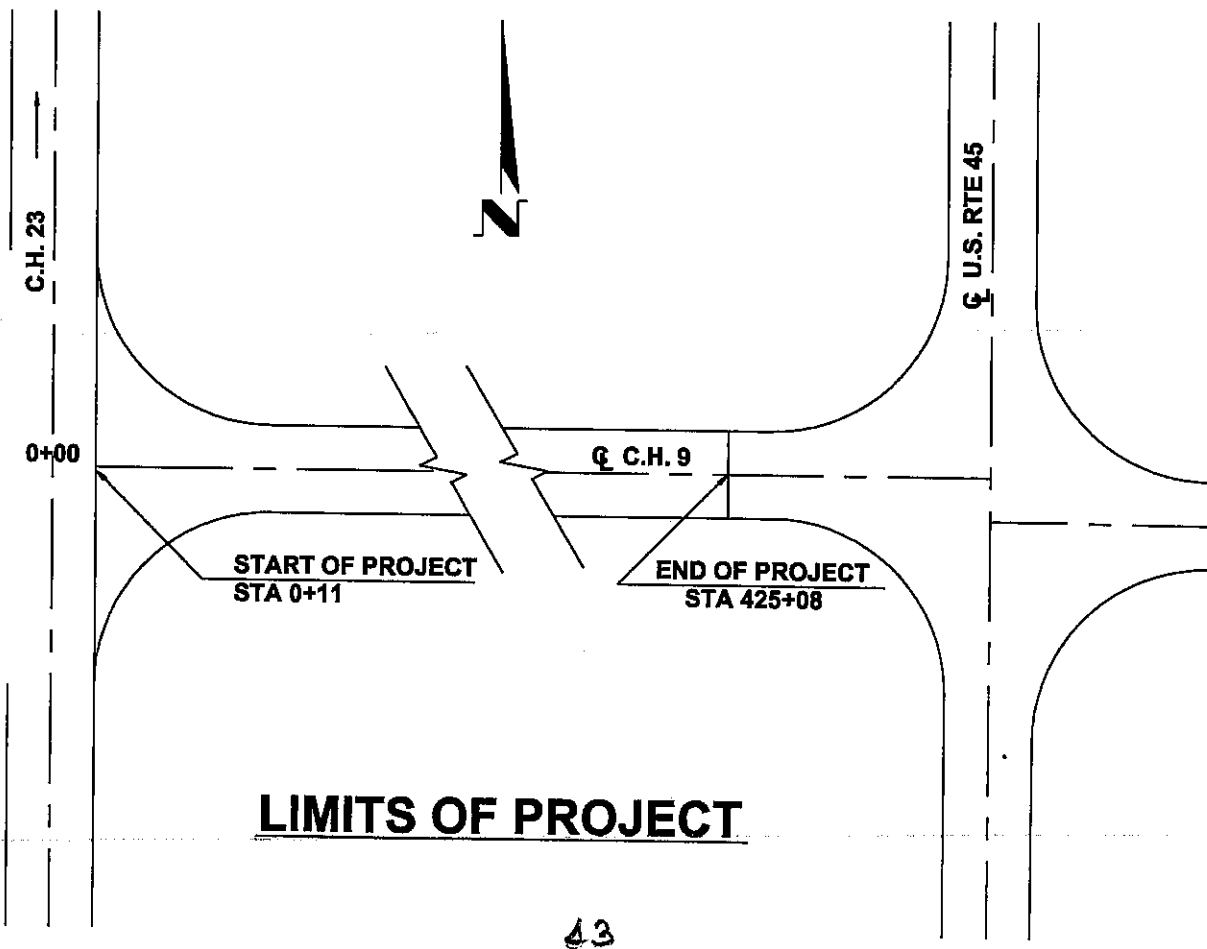 C.H. 23
N
℄ U.S. RTE 45
0+00
℄ C.H. 9
START OF PROJECT
STA 0+11
END OF PROJECT
STA 425+08
LIMITS OF PROJECT